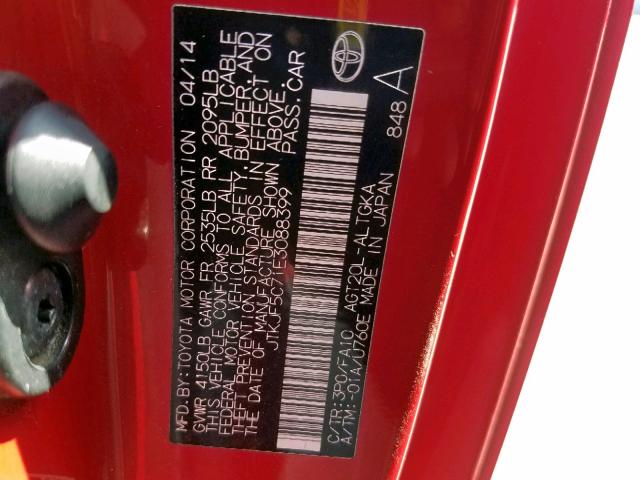 MFD. BY: TOYOTA MOTOR CORPORATION 04/14
GVWR 4150LB GAWR FR 2535LB RR 2095LB
THIS VEHICLE CONFORMS TO ALL APPLICABLE
FEDERAL MOTOR VEHICLE SAFETY, BUMPER, AND
THEFT PREVENTION STANDARDS IN EFFECT ON
THE DATE OF MANUFACTURE SHOWN ABOVE.
JTKJF5C71E3088399 PASS. CAR
C/TR: 3P0/FA10 AGT20L-ALTGKA
A/TM: -01A/U760E MADE IN JAPAN
848 A